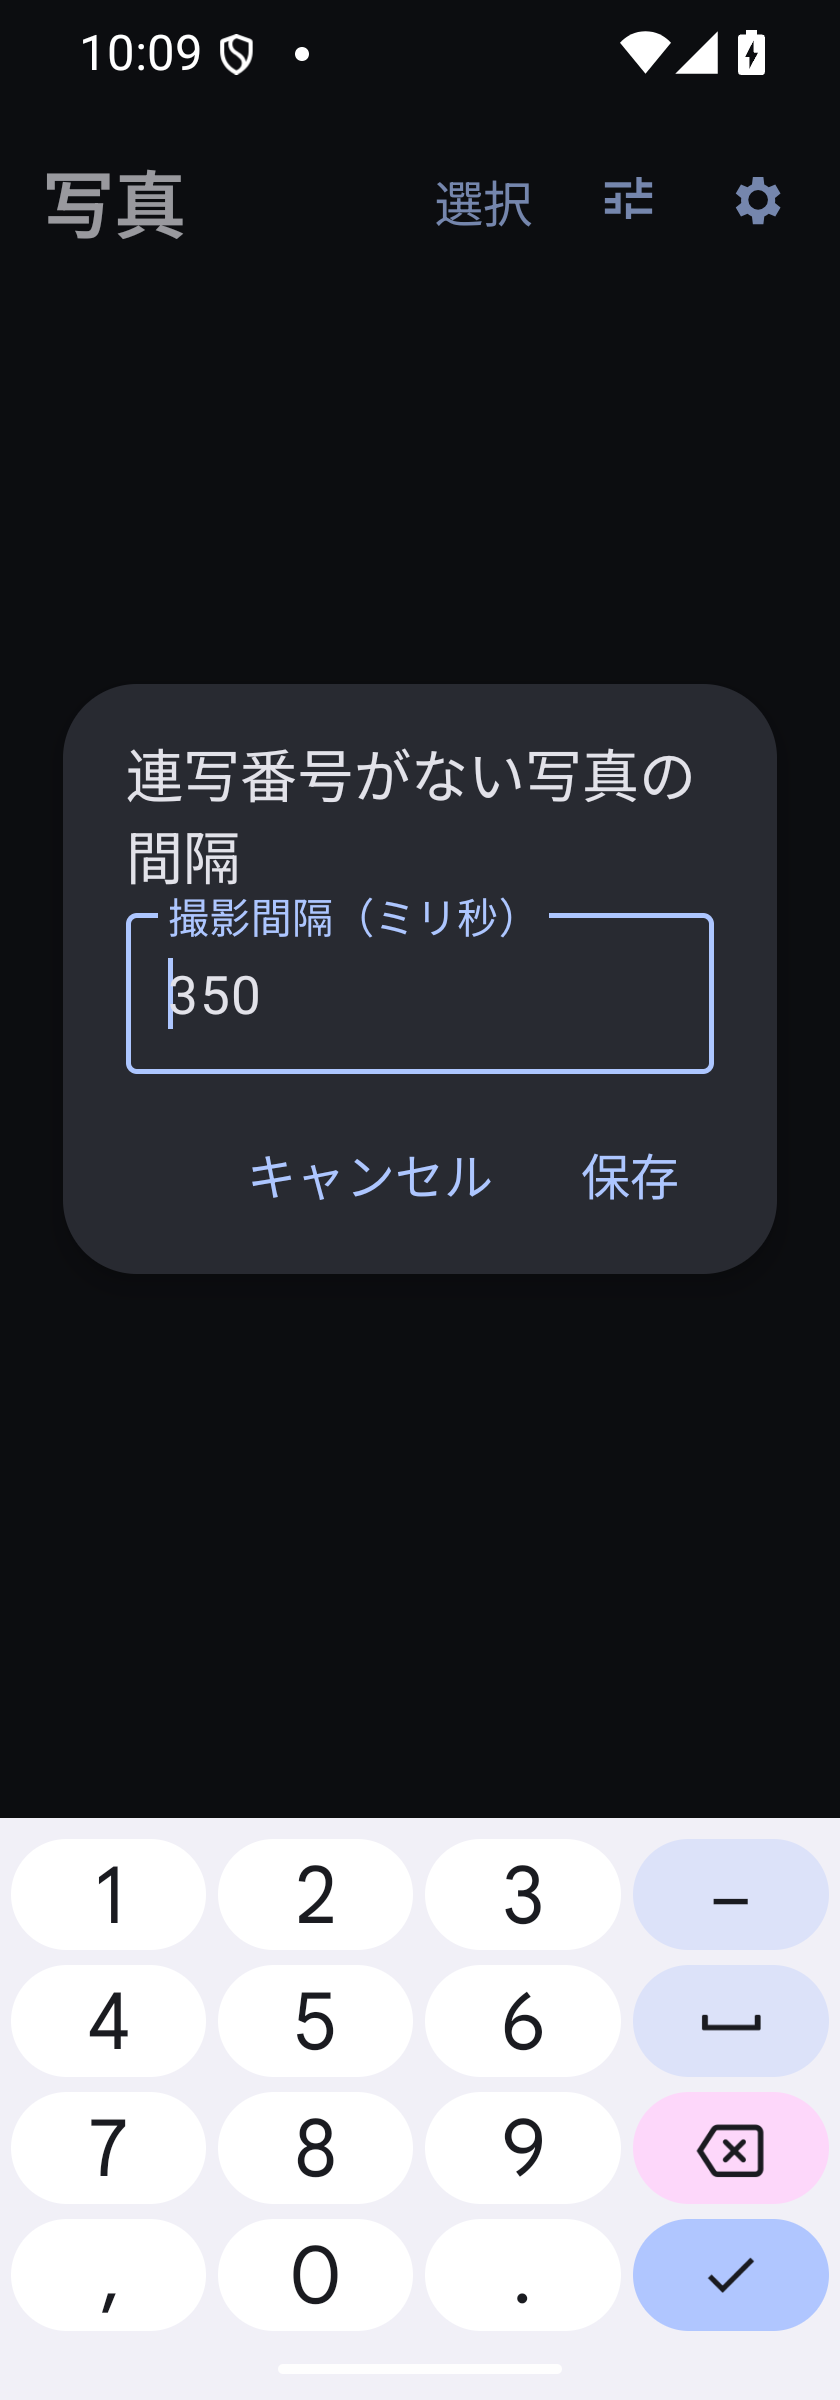 10:09
写真
選択
連写番号がない写真の
間隔
撮影間隔（ミリ秒）
350
キャンセル
保存
1 2 3 –
4 5 6
7 8 9
, 0 .